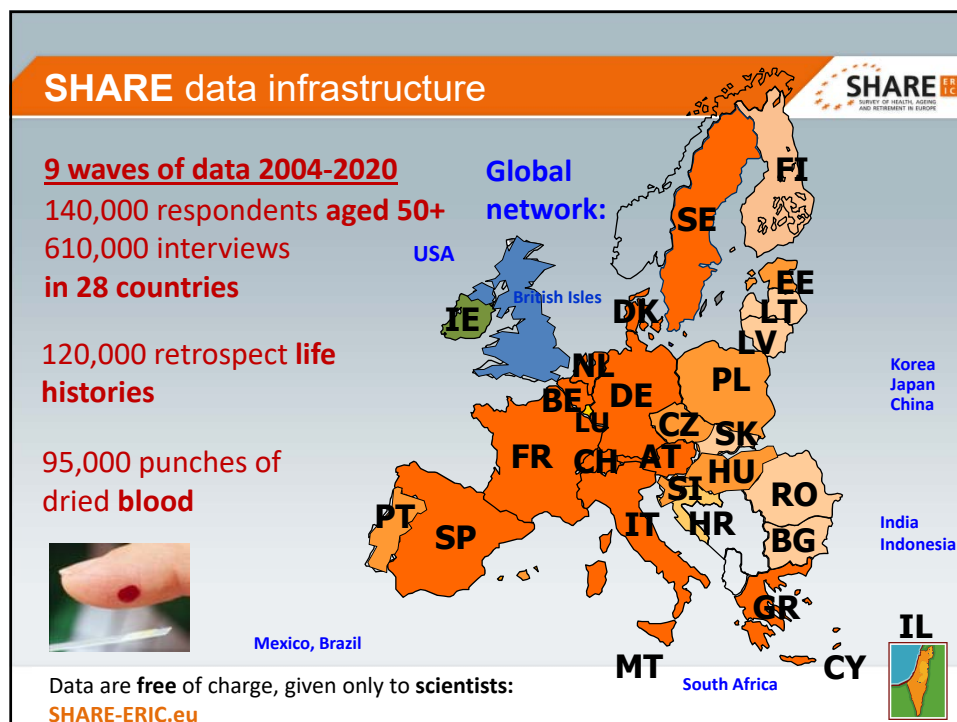 SHARE data infrastructure
SHARE ER
IC
SURVEY OF HEALTH, AGEING
AND RETIREMENT IN EUROPE
9 waves of data 2004-2020
140,000 respondents aged 50+
610,000 interviews
in 28 countries
120,000 retrospect life
histories
95,000 punches of
dried blood
Global
network:
USA
British Isles
IE
FI
SE
EE
LT
LV
DK
NL
BE
DE
PL
LU
CZ
SK
FR
CH
AT
HU
SI
RO
PT
SP
IT
HR
BG
GR
IL
MT
CY
Korea
Japan
China
India
Indonesia
Mexico, Brazil
South Africa
Data are free of charge, given only to scientists:
SHARE-ERIC.eu